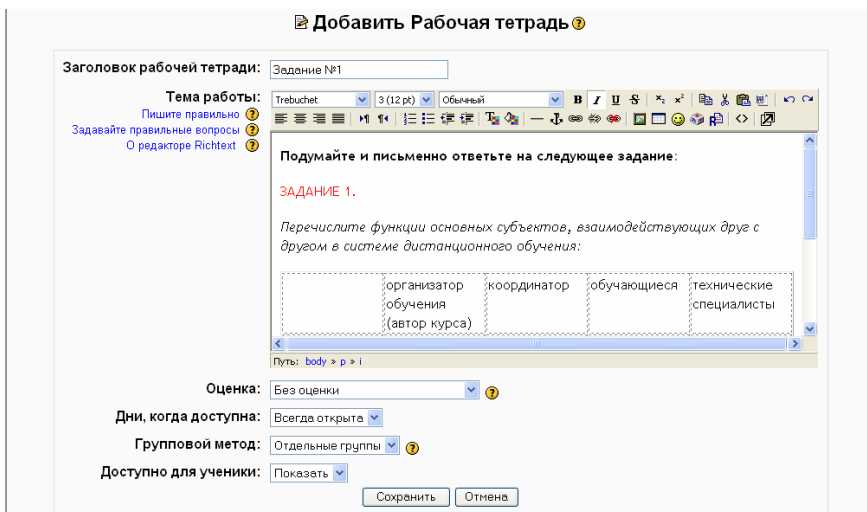 Добавить Рабочая тетрадь
Заголовок рабочей тетради: Задание №1
Тема работы:
Пишите правильно
Задавайте правильные вопросы
О редакторе Richtext
Trebuchet 3 (12 pt) Обычный B I U S x₂ x²
Подумайте и письменно ответьте на следующее задание:
ЗАДАНИЕ 1.
Перечислите функции основных субъектов, взаимодействующих друг с
другом в системе дистанционного обучения:
организатор обучения (автор курса) координатор обучающиеся технические специалисты
Путь: body » p » i
Оценка: Без оценки
Дни, когда доступна: Всегда открыта
Групповой метод: Отдельные группы
Доступно для ученики: Показать
Сохранить Отмена